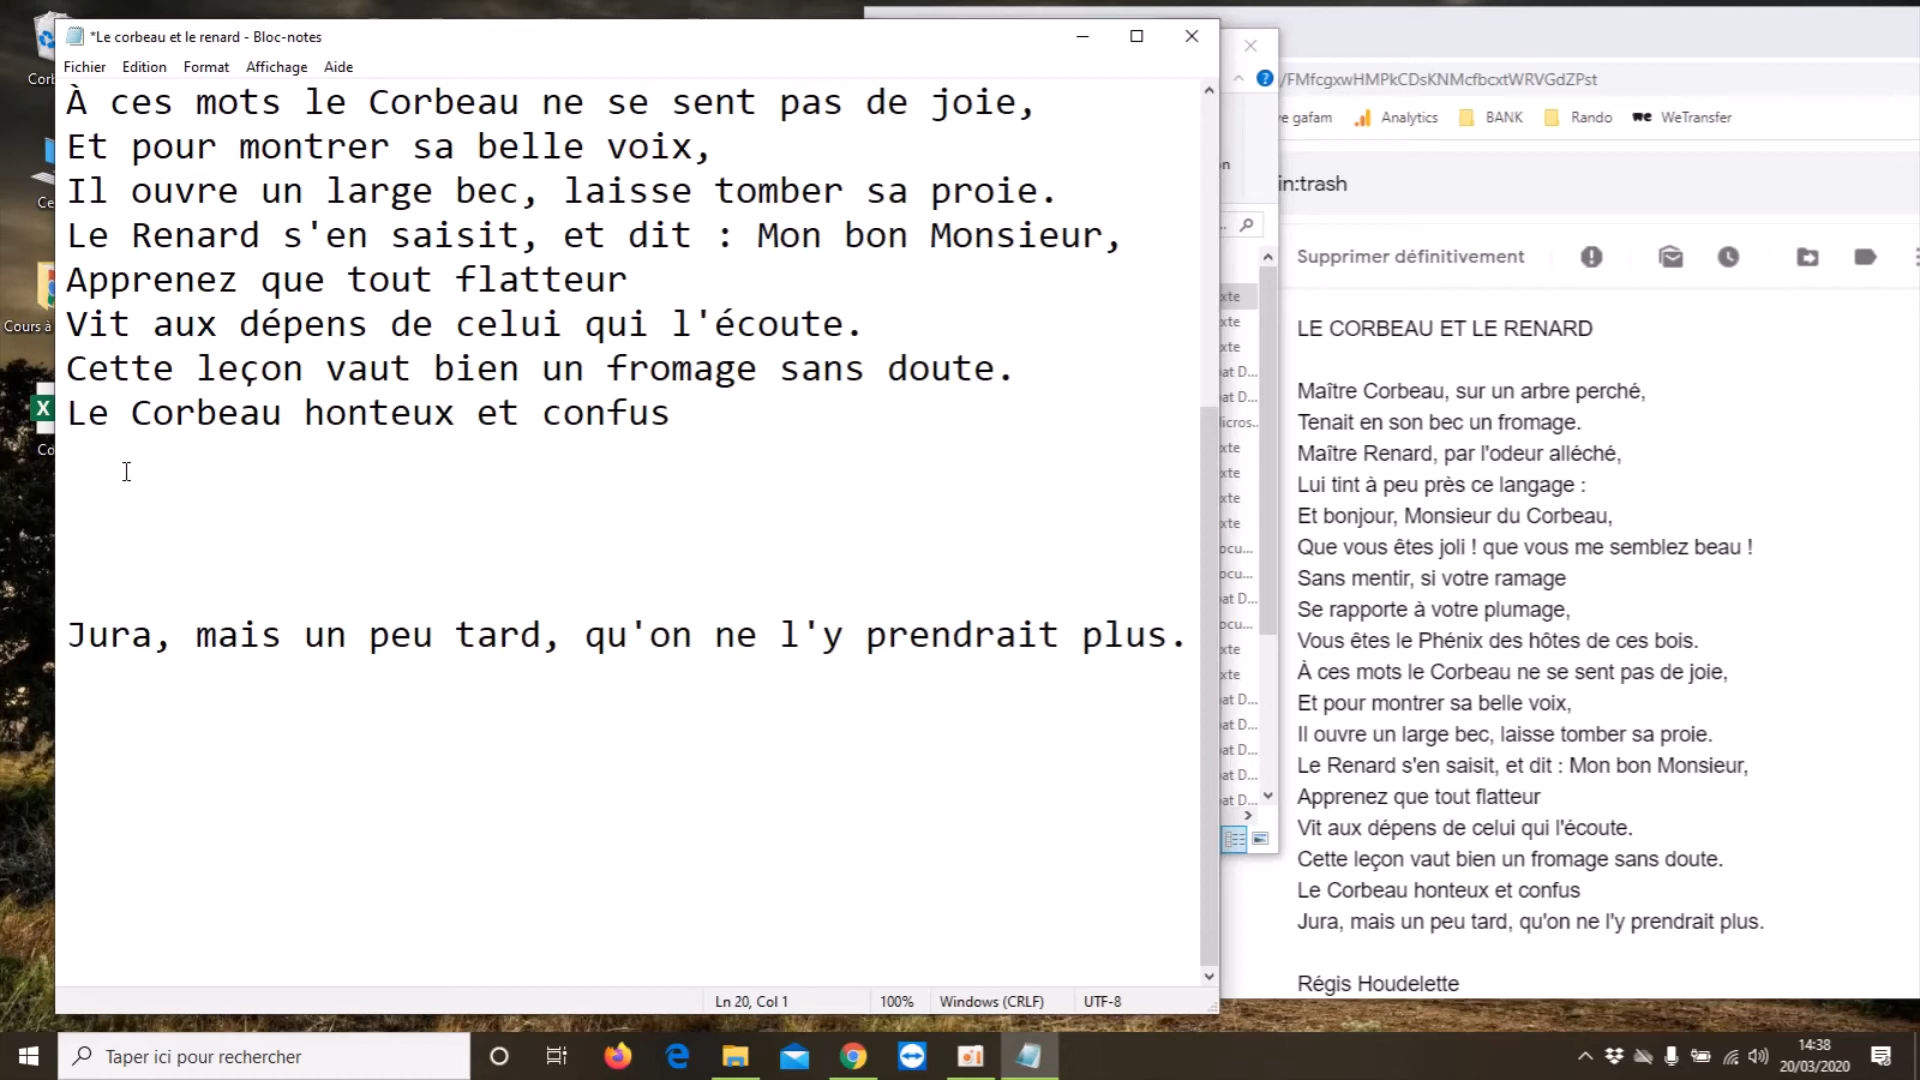 *Le corbeau et le renard - Bloc-notes
Fichier Edition Format Affichage Aide
À ces mots le Corbeau ne se sent pas de joie,
Et pour montrer sa belle voix,
Il ouvre un large bec, laisse tomber sa proie.
Le Renard s'en saisit, et dit : Mon bon Monsieur,
Apprenez que tout flatteur
Vit aux dépens de celui qui l'écoute.
Cette leçon vaut bien un fromage sans doute.
Le Corbeau honteux et confus
Jura, mais un peu tard, qu'on ne l'y prendrait plus.
Ln 20, Col 1 100% Windows (CRLF) UTF-8
Cours à
/FMfcgxwHMPkCDsKNMcfbcxtWRVGdZPst
gafam Analytics BANK Rando WeTransfer
in:trash
Supprimer définitivement
LE CORBEAU ET LE RENARD
Maître Corbeau, sur un arbre perché,
Tenait en son bec un fromage.
Maître Renard, par l'odeur alléché,
Lui tint à peu près ce langage :
Et bonjour, Monsieur du Corbeau,
Que vous êtes joli ! que vous me semblez beau !
Sans mentir, si votre ramage
Se rapporte à votre plumage,
Vous êtes le Phénix des hôtes de ces bois.
À ces mots le Corbeau ne se sent pas de joie,
Et pour montrer sa belle voix,
Il ouvre un large bec, laisse tomber sa proie.
Le Renard s'en saisit, et dit : Mon bon Monsieur,
Apprenez que tout flatteur
Vit aux dépens de celui qui l'écoute.
Cette leçon vaut bien un fromage sans doute.
Le Corbeau honteux et confus
Jura, mais un peu tard, qu'on ne l'y prendrait plus.
Régis Houdelette
Taper ici pour rechercher
14:38
20/03/2020